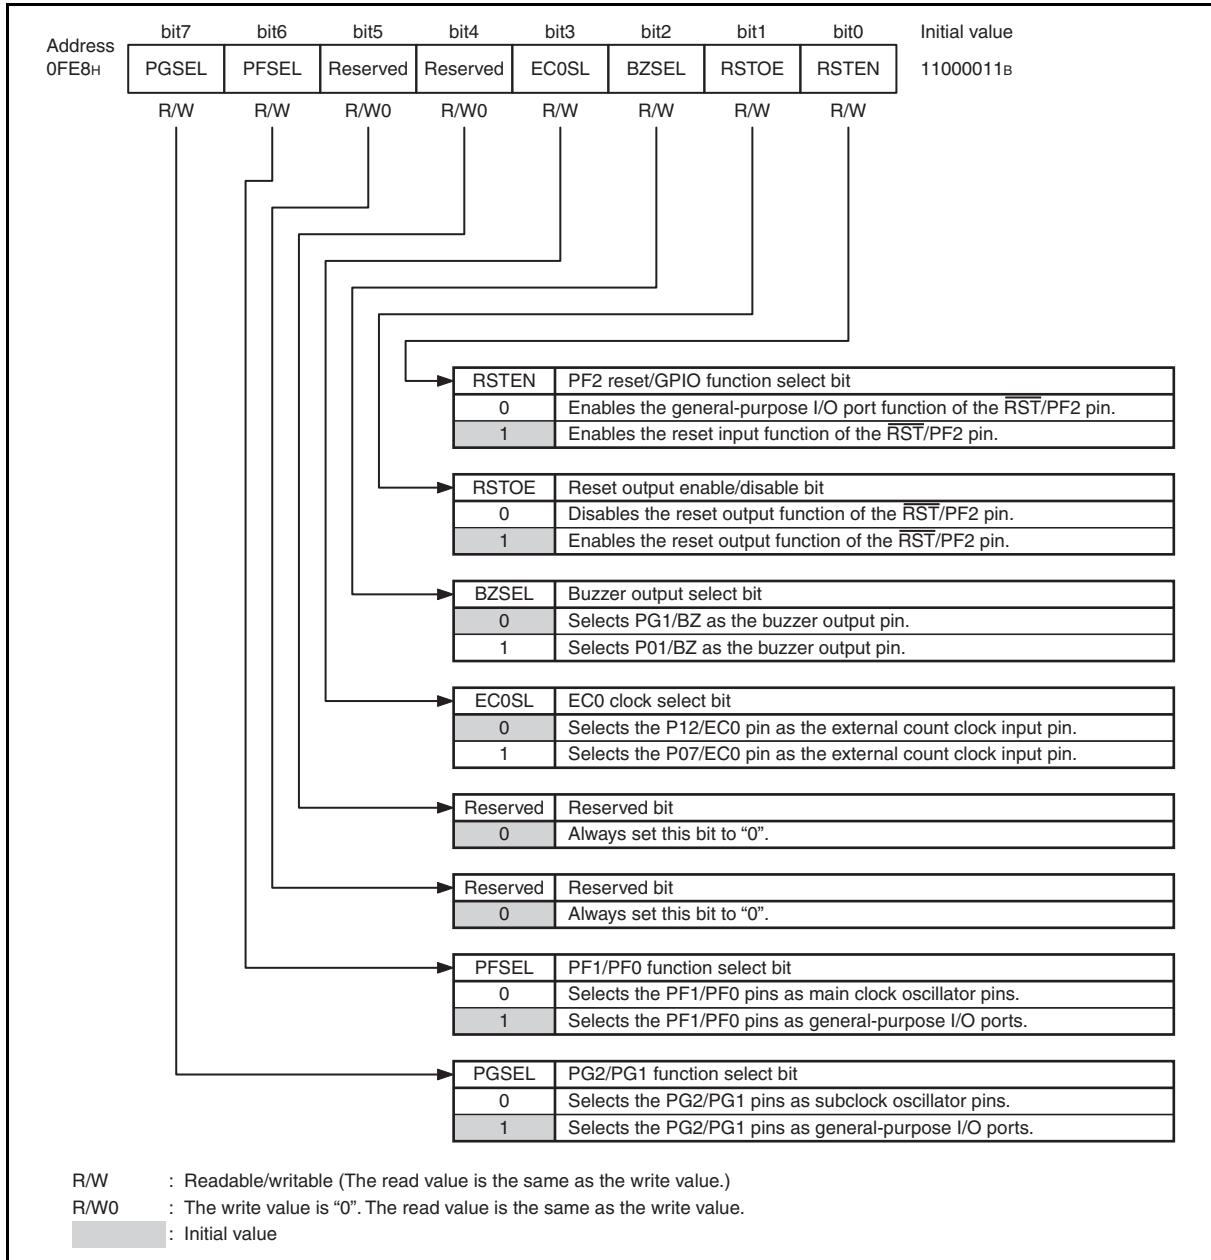 bit7 bit6 bit5 bit4 bit3 bit2 bit1 bit0 Initial value
Address
0FE8H PGSEL PFSEL Reserved Reserved EC0SL BZSEL RSTOE RSTEN 11000011B
R/W R/W R/W0 R/W0 R/W R/W R/W R/W
RSTEN PF2 reset/GPIO function select bit
0 Enables the general-purpose I/O port function of the R̅S̅T̅/PF2 pin.
1 Enables the reset input function of the R̅S̅T̅/PF2 pin.
RSTOE Reset output enable/disable bit
0 Disables the reset output function of the R̅S̅T̅/PF2 pin.
1 Enables the reset output function of the R̅S̅T̅/PF2 pin.
BZSEL Buzzer output select bit
0 Selects PG1/BZ as the buzzer output pin.
1 Selects P01/BZ as the buzzer output pin.
EC0SL EC0 clock select bit
0 Selects the P12/EC0 pin as the external count clock input pin.
1 Selects the P07/EC0 pin as the external count clock input pin.
Reserved Reserved bit
0 Always set this bit to “0”.
Reserved Reserved bit
0 Always set this bit to “0”.
PFSEL PF1/PF0 function select bit
0 Selects the PF1/PF0 pins as main clock oscillator pins.
1 Selects the PF1/PF0 pins as general-purpose I/O ports.
PGSEL PG2/PG1 function select bit
0 Selects the PG2/PG1 pins as subclock oscillator pins.
1 Selects the PG2/PG1 pins as general-purpose I/O ports.
R/W : Readable/writable (The read value is the same as the write value.)
R/W0 : The write value is “0”. The read value is the same as the write value.
: Initial value